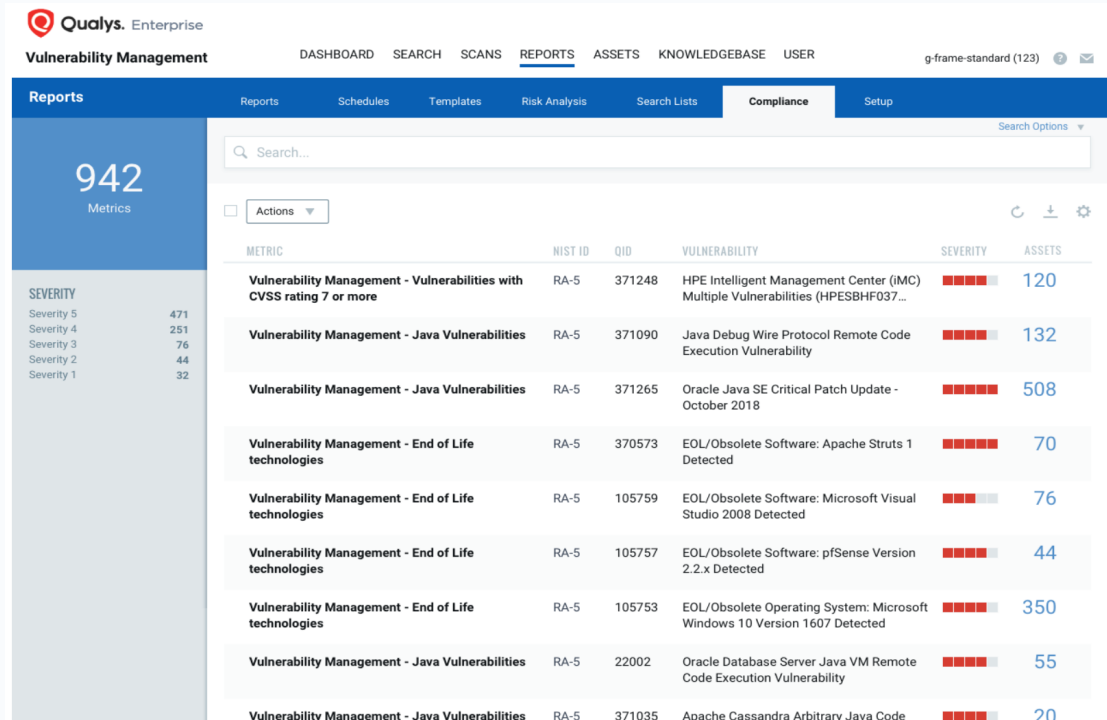 Qualys. Enterprise
Vulnerability Management
DASHBOARD SEARCH SCANS REPORTS ASSETS KNOWLEDGEBASE USER
g-frame-standard (123) ?
Reports
Reports Schedules Templates Risk Analysis Search Lists Compliance Setup
Search Options
942
Metrics
SEVERITY
Severity 5 471
Severity 4 251
Severity 3 76
Severity 2 44
Severity 1 32
Search...
Actions
METRIC NIST ID QID VULNERABILITY SEVERITY ASSETS
Vulnerability Management - Vulnerabilities with RA-5 371248 HPE Intelligent Management Center (iMC) 120
CVSS rating 7 or more Multiple Vulnerabilities (HPESBHF037...
Vulnerability Management - Java Vulnerabilities RA-5 371090 Java Debug Wire Protocol Remote Code 132
Execution Vulnerability
Vulnerability Management - Java Vulnerabilities RA-5 371265 Oracle Java SE Critical Patch Update - 508
October 2018
Vulnerability Management - End of Life RA-5 370573 EOL/Obsolete Software: Apache Struts 1 70
technologies Detected
Vulnerability Management - End of Life RA-5 105759 EOL/Obsolete Software: Microsoft Visual 76
technologies Studio 2008 Detected
Vulnerability Management - End of Life RA-5 105757 EOL/Obsolete Software: pfSense Version 44
technologies 2.2.x Detected
Vulnerability Management - End of Life RA-5 105753 EOL/Obsolete Operating System: Microsoft 350
technologies Windows 10 Version 1607 Detected
Vulnerability Management - Java Vulnerabilities RA-5 22002 Oracle Database Server Java VM Remote 55
Code Execution Vulnerability
Vulnerability Management - Java Vulnerabilities RA-5 371035 Apache Cassandra Arbitrary Java Code 20